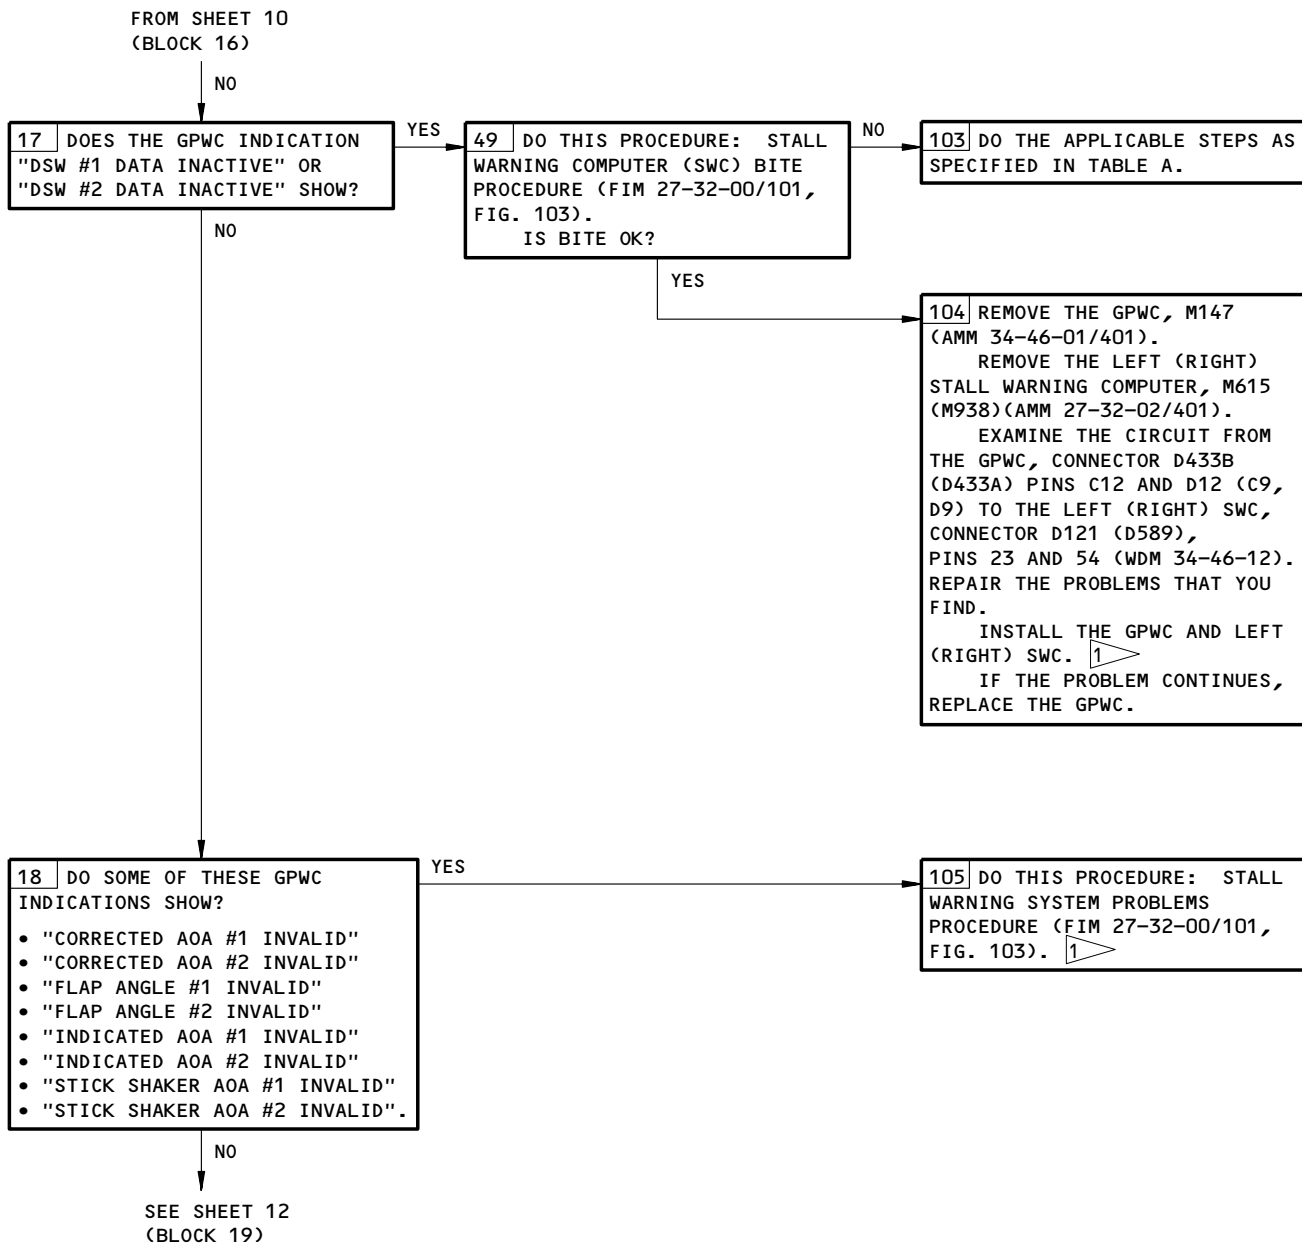 FROM SHEET 10
(BLOCK 16)
NO
17 DOES THE GPWC INDICATION
"DSW #1 DATA INACTIVE" OR
"DSW #2 DATA INACTIVE" SHOW?
YES
49 DO THIS PROCEDURE: STALL
WARNING COMPUTER (SWC) BITE
PROCEDURE (FIM 27-32-00/101,
FIG. 103).
IS BITE OK?
NO
103 DO THE APPLICABLE STEPS AS
SPECIFIED IN TABLE A.
NO
YES
104 REMOVE THE GPWC, M147
(AMM 34-46-01/401).
REMOVE THE LEFT (RIGHT)
STALL WARNING COMPUTER, M615
(M938)(AMM 27-32-02/401).
EXAMINE THE CIRCUIT FROM
THE GPWC, CONNECTOR D433B
(D433A) PINS C12 AND D12 (C9,
D9) TO THE LEFT (RIGHT) SWC,
CONNECTOR D121 (D589),
PINS 23 AND 54 (WDM 34-46-12).
REPAIR THE PROBLEMS THAT YOU
FIND.
INSTALL THE GPWC AND LEFT
(RIGHT) SWC. 1
IF THE PROBLEM CONTINUES,
REPLACE THE GPWC.
18 DO SOME OF THESE GPWC
INDICATIONS SHOW?
• "CORRECTED AOA #1 INVALID"
• "CORRECTED AOA #2 INVALID"
• "FLAP ANGLE #1 INVALID"
• "FLAP ANGLE #2 INVALID"
• "INDICATED AOA #1 INVALID"
• "INDICATED AOA #2 INVALID"
• "STICK SHAKER AOA #1 INVALID"
• "STICK SHAKER AOA #2 INVALID".
YES
105 DO THIS PROCEDURE: STALL
WARNING SYSTEM PROBLEMS
PROCEDURE (FIM 27-32-00/101,
FIG. 103). 1
NO
SEE SHEET 12
(BLOCK 19)